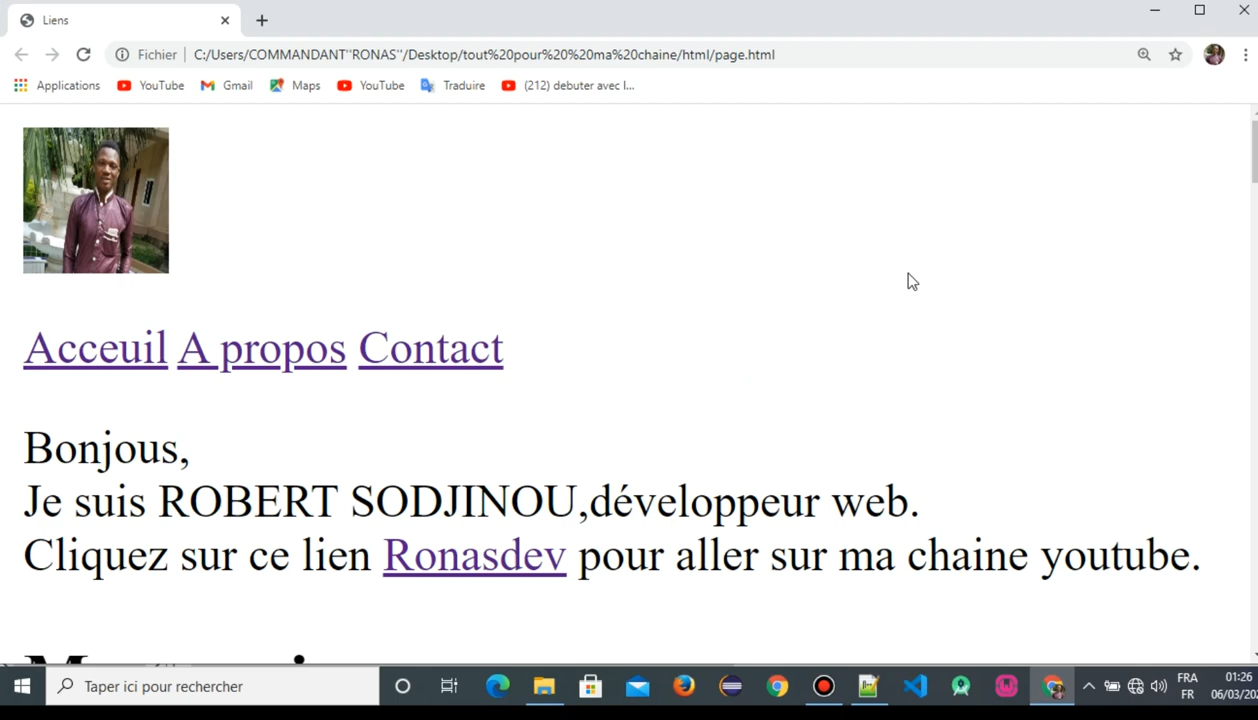 Liens
Fichier C:/Users/COMMANDANT''RONAS''/Desktop/tout%20pour%20%20ma%20chaine/html/page.html
Applications YouTube Gmail Maps YouTube Traduire (212) debuter avec l...
Acceuil A propos Contact
Bonjous,
Je suis ROBERT SODJINOU,développeur web.
Cliquez sur ce lien Ronasdev pour aller sur ma chaine youtube.
Taper ici pour rechercher
FRA 01:26
FR 06/03/202